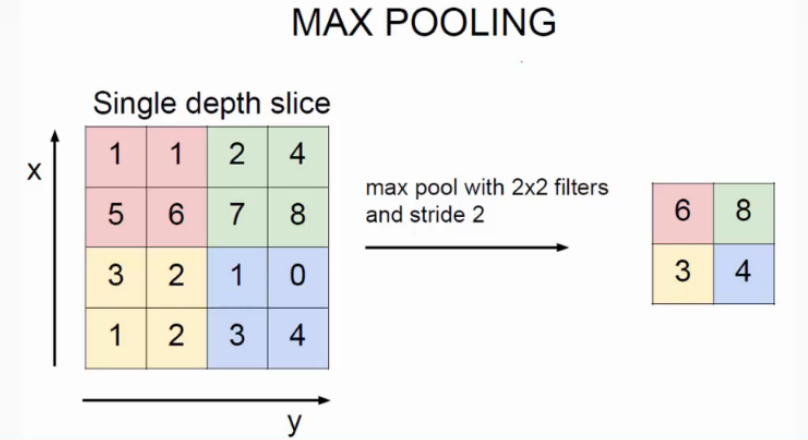 MAX POOLING
Single depth slice
x
1 1 2 4
5 6 7 8
3 2 1 0
1 2 3 4
y
max pool with 2x2 filters
and stride 2
6 8
3 4